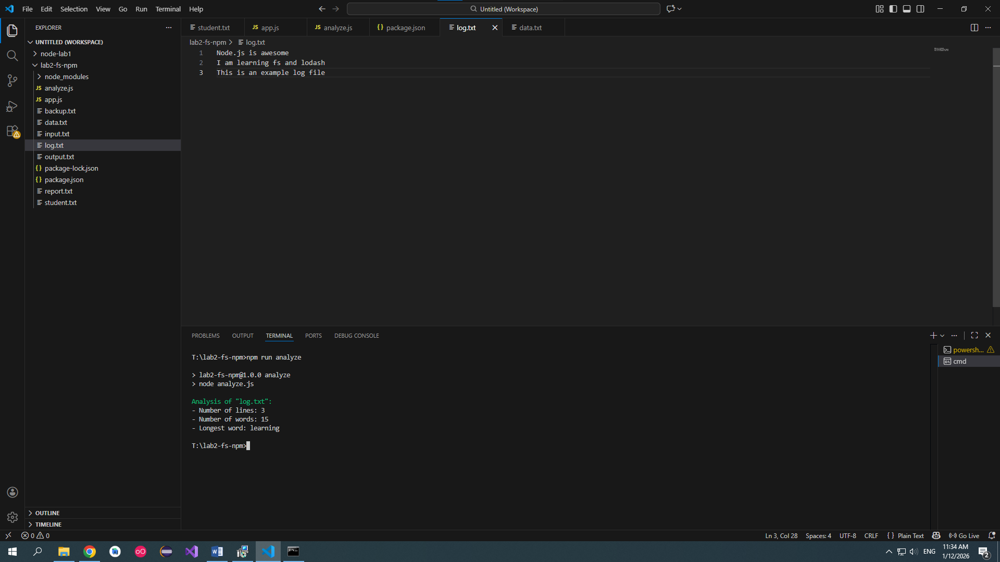 File Edit Selection View Go Run Terminal Help
Untitled (Workspace)
EXPLORER
UNTITLED (WORKSPACE)
node-lab1
lab2-fs-npm
node_modules
JS analyze.js
JS app.js
backup.txt
data.txt
input.txt
log.txt
output.txt
{} package-lock.json
{} package.json
report.txt
student.txt
OUTLINE
TIMELINE
student.txt JS app.js JS analyze.js {} package.json log.txt data.txt
lab2-fs-npm > log.txt
1 Node.js is awesome
2 I am learning fs and lodash
3 This is an example log file
PROBLEMS OUTPUT TERMINAL PORTS DEBUG CONSOLE
powersh...
cmd
T:\lab2-fs-npm>npm run analyze
> lab2-fs-npm@1.0.0 analyze
> node analyze.js
Analysis of "log.txt":
- Number of lines: 3
- Number of words: 15
- Longest word: learning
T:\lab2-fs-npm>
0 0 Ln 3, Col 28 Spaces: 4 UTF-8 CRLF {} Plain Text Go Live
ENG 11:34 AM
1/12/2026
2